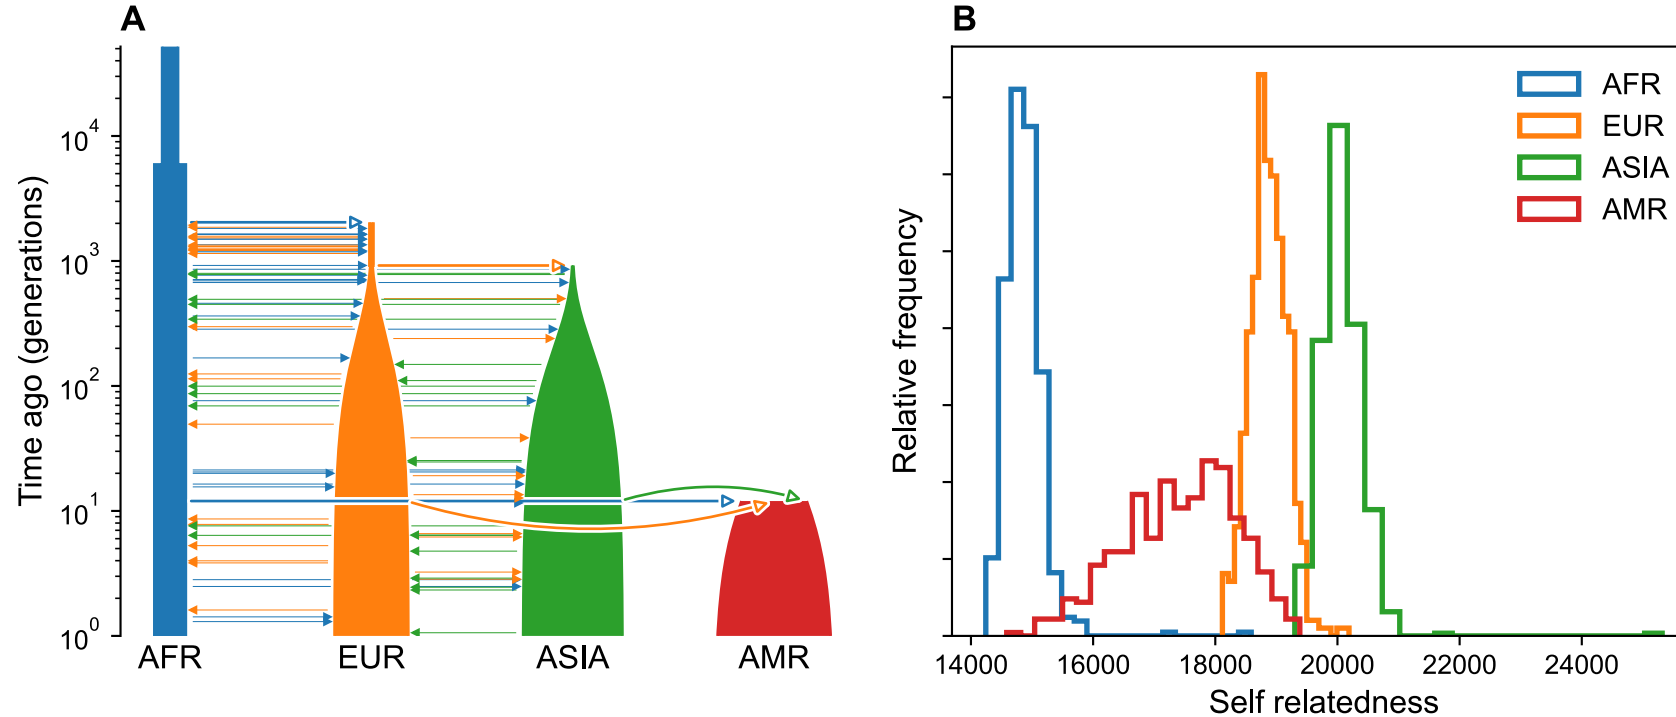 A
Time ago (generations)
10^4
10^3
10^2
10^1
10^0
AFR EUR ASIA AMR
B
Relative frequency
AFR
EUR
ASIA
AMR
14000 16000 18000 20000 22000 24000
Self relatedness